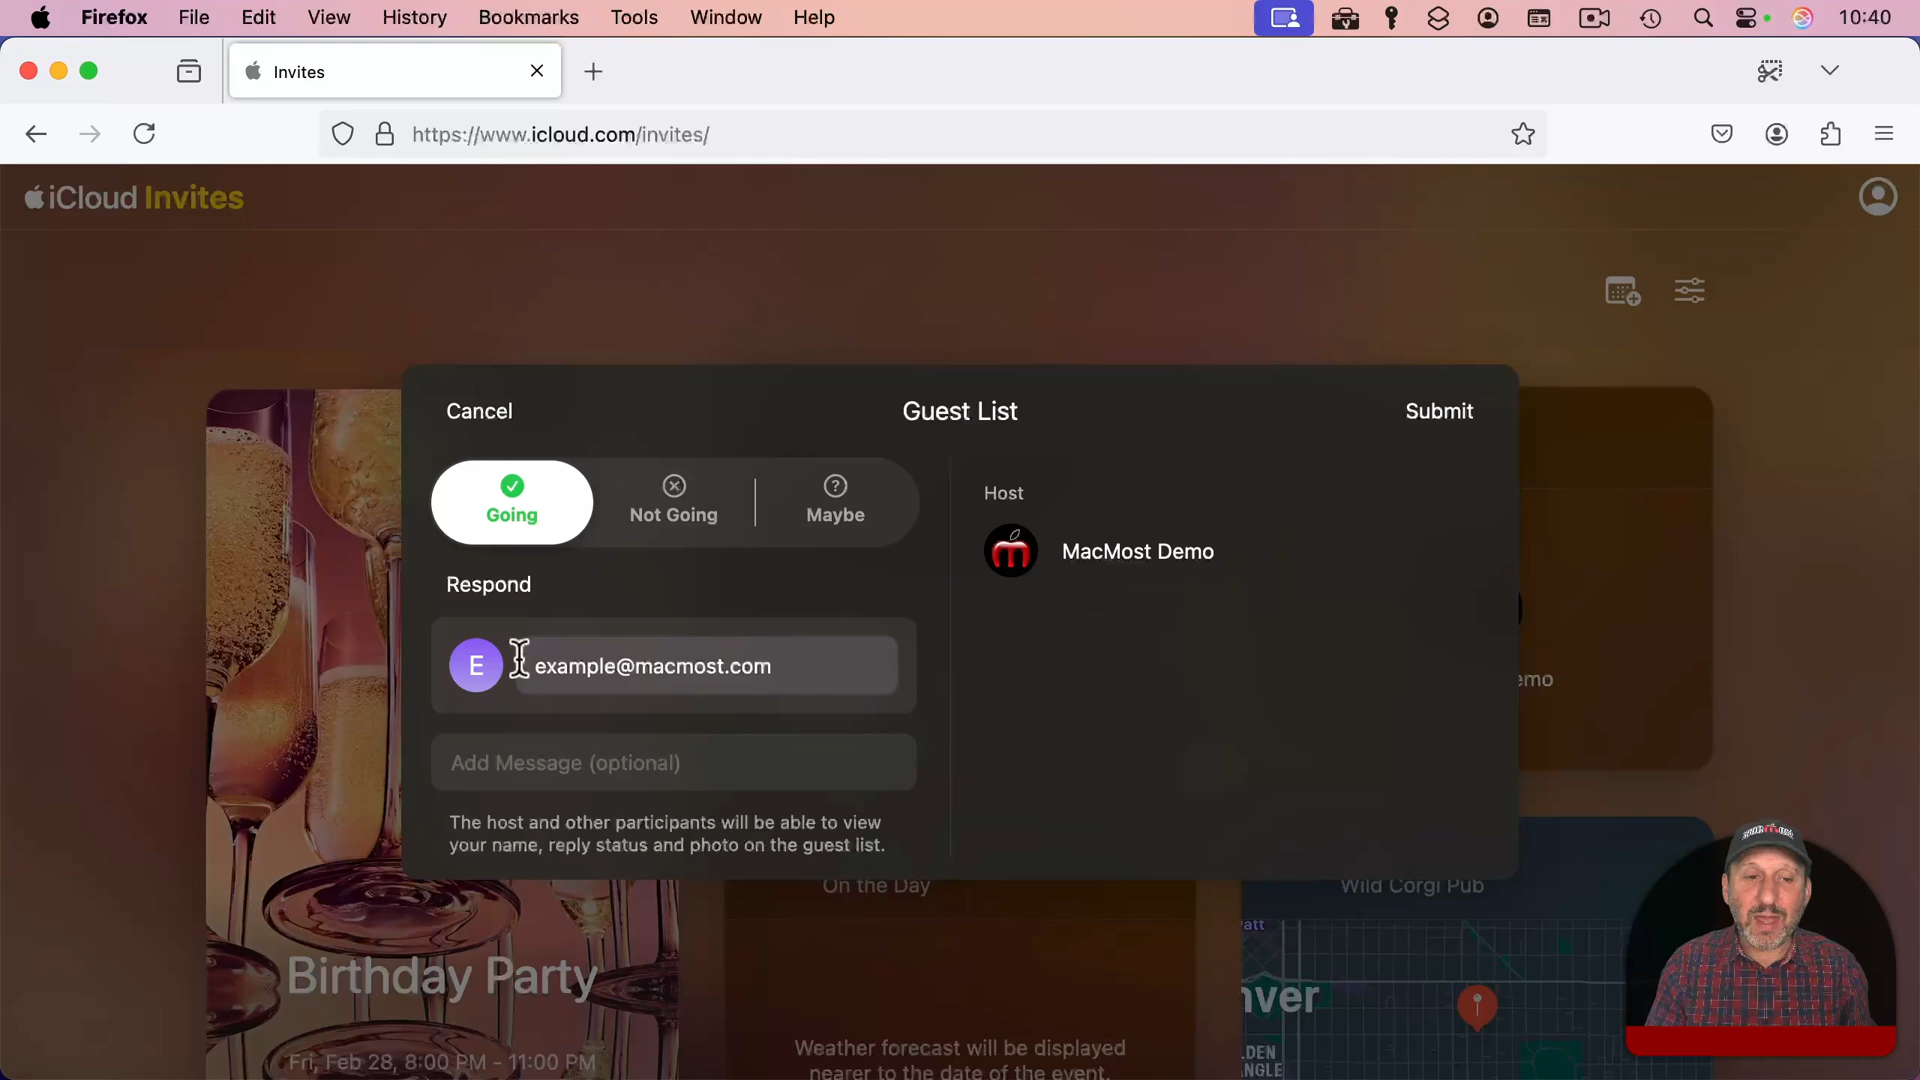 Firefox File Edit View History Bookmarks Tools Window Help 10:40
Invites
https://www.icloud.com/invites/
iCloud Invites
Cancel Guest List Submit
Going Not Going Maybe
Host
MacMost Demo
Respond
E example@macmost.com
emo
Add Message (optional)
The host and other participants will be able to view
your name, reply status and photo on the guest list.
On the Day Wild Corgi Pub
att
Birthday Party
nver
Weather forecast will be displayed
nearer to the date of the event.
Fri, Feb 28, 8:00 PM - 11:00 PM
LDEN
NGLE